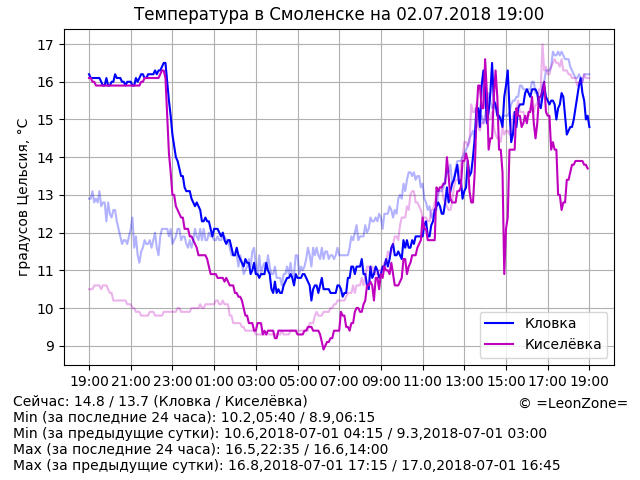 Температура в Смоленске на 02.07.2018 19:00
17
16
15
14
13
12
11
10
9
градусов Цельсия, °C
Кловка
Киселёвка
19:00 21:00 23:00 01:00 03:00 05:00 07:00 09:00 11:00 13:00 15:00 17:00 19:00
Сейчас: 14.8 / 13.7 (Кловка / Киселёвка)
© =LeonZone=
Min (за последние 24 часа): 10.2,05:40 / 8.9,06:15
Min (за предыдущие сутки): 10.6,2018-07-01 04:15 / 9.3,2018-07-01 03:00
Max (за последние 24 часа): 16.5,22:35 / 16.6,14:00
Max (за предыдущие сутки): 16.8,2018-07-01 17:15 / 17.0,2018-07-01 16:45